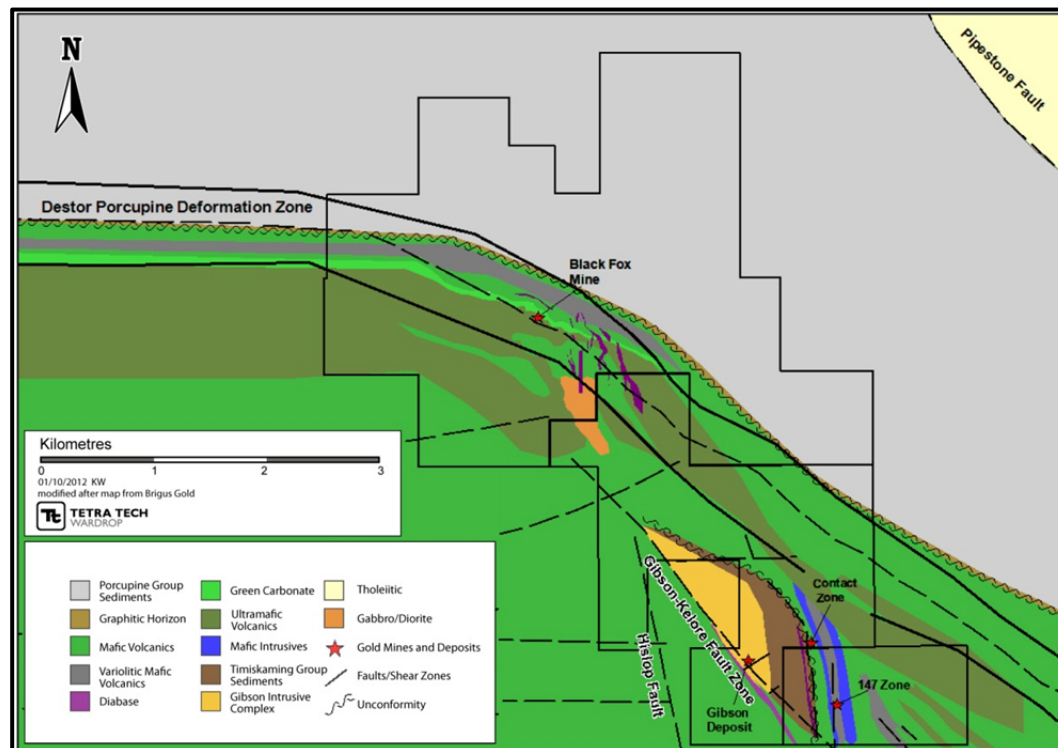 N
Pipestone Fault
Destor Porcupine Deformation Zone
Black Fox
Mine
Kilometres
0 1 2 3
01/10/2012 KW
modified after map from Brigus Gold
Tt TETRA TECH
WARDROP
Contact
Zone
Gibson-Kelore Fault Zone
Hislop Fault
147 Zone
Gibson
Deposit
Porcupine Group
Sediments
Graphitic Horizon
Mafic Volcanics
Variolitic Mafic
Volcanics
Diabase
Green Carbonate
Ultramafic
Volcanics
Mafic Intrusives
Timiskaming Group
Sediments
Gibson Intrusive
Complex
Tholeiitic
Gabbro/Diorite
Gold Mines and Deposits
Faults/Shear Zones
Unconformity